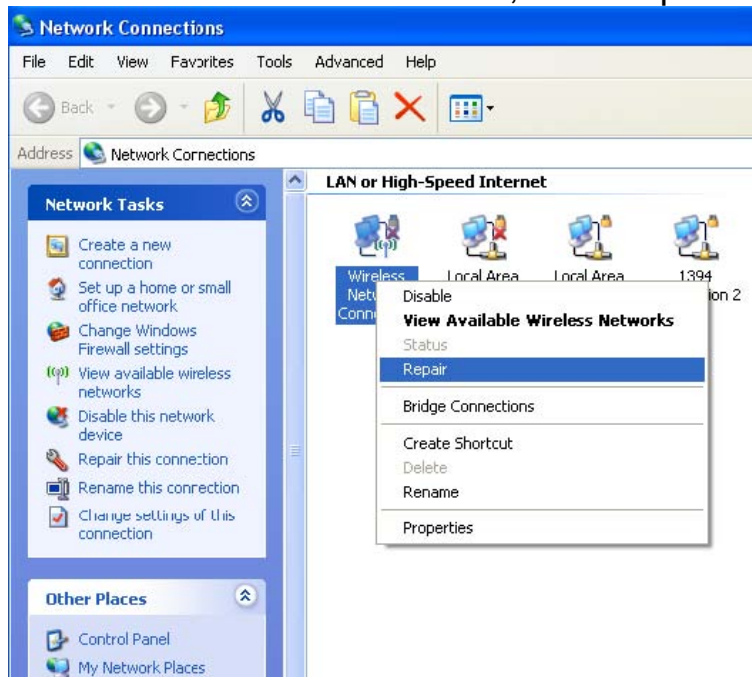 Network Connections
File Edit View Favorites Tools Advanced Help
Back
Address Network Connections
Network Tasks
Create a new
connection
Set up a home or small
office network
Change Windows
Firewall settings
View available wireless
networks
Disable this network
device
Repair this connection
Rename this connection
Change settings of this
connection
Other Places
Control Panel
My Network Places
LAN or High-Speed Internet
Wireless Local Area Local Area 1394
Disable
View Available Wireless Networks
Status
Repair
Bridge Connections
Create Shortcut
Delete
Rename
Properties